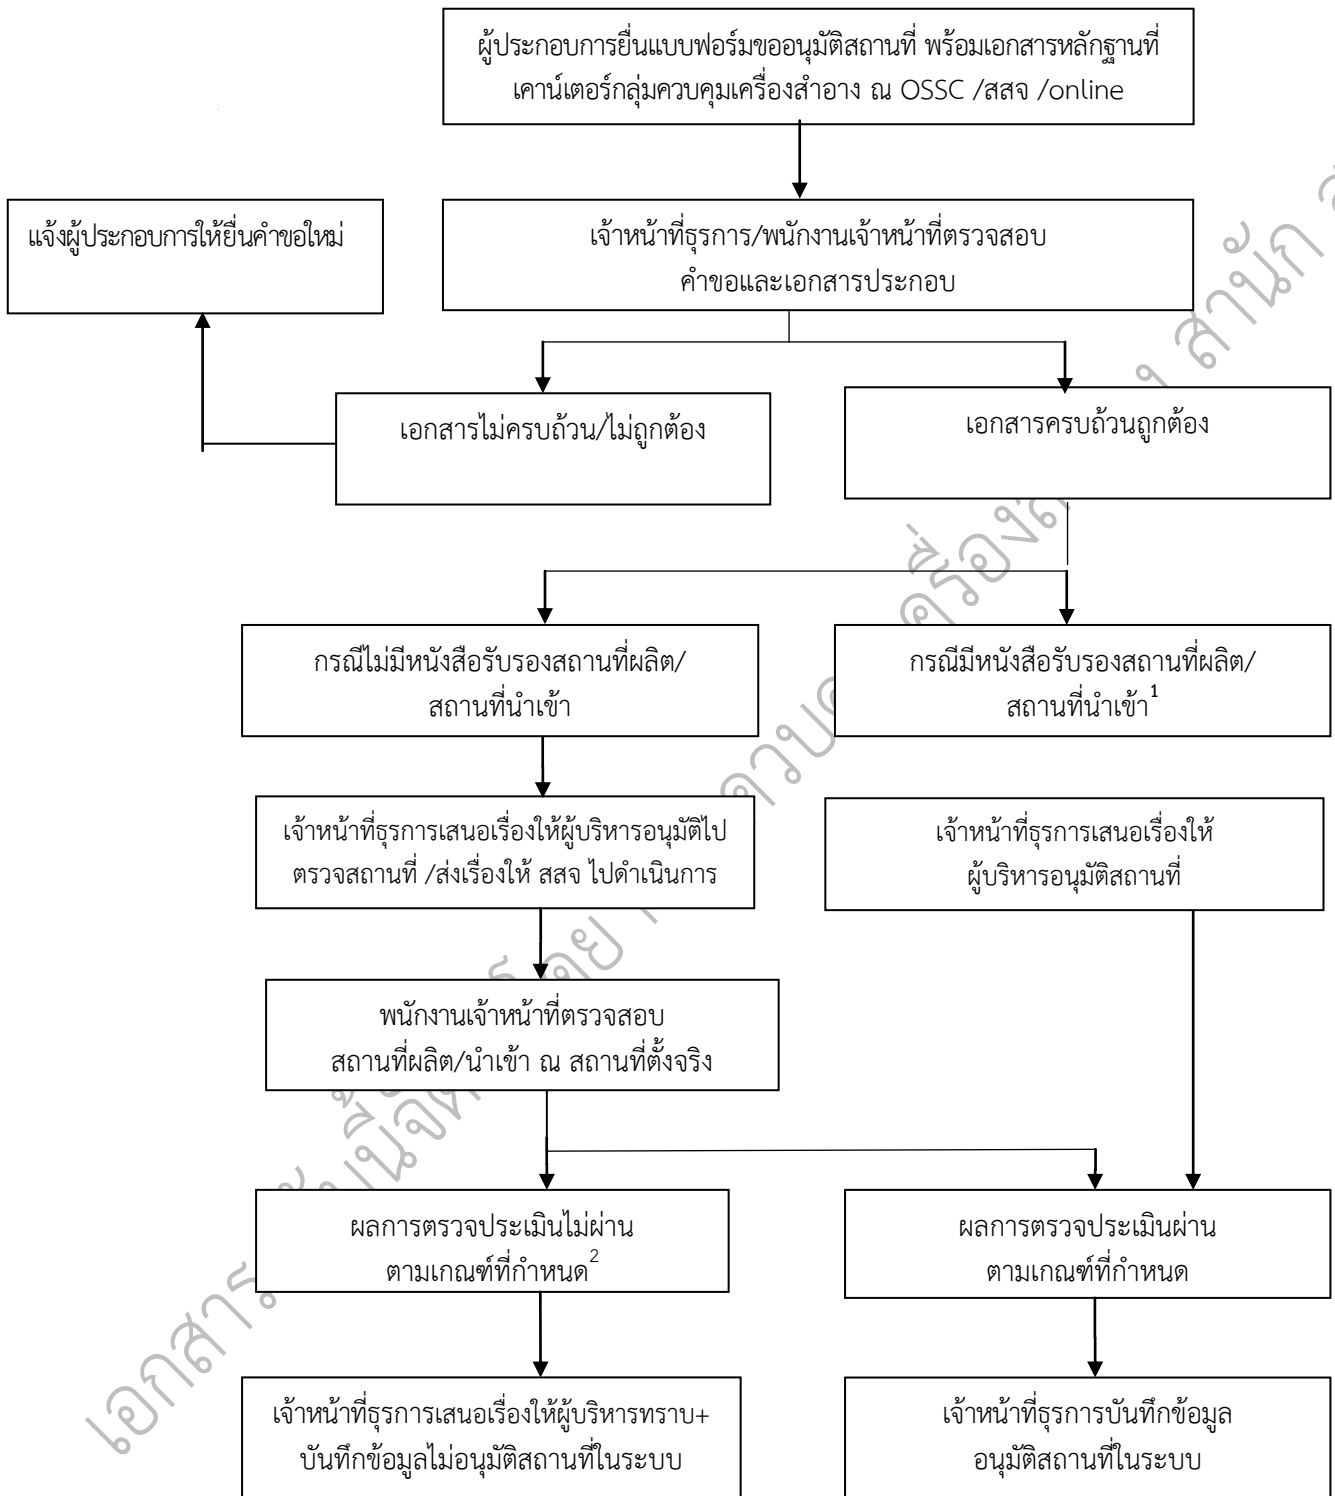 ผู้ประกอบการยื่นแบบฟอร์มขออนุมัติสถานที่ พร้อมเอกสารหลักฐานที่
เคาน์เตอร์กลุ่มควบคุมเครื่องสำอาง ณ OSSC /สสจ /online
แจ้งผู้ประกอบการให้ยื่นคำขอใหม่
เจ้าหน้าที่ธุรการ/พนักงานเจ้าหน้าที่ตรวจสอบ
คำขอและเอกสารประกอบ
เอกสารไม่ครบถ้วน/ไม่ถูกต้อง
เอกสารครบถ้วนถูกต้อง
กรณีไม่มีหนังสือรับรองสถานที่ผลิต/
สถานที่นำเข้า
กรณีมีหนังสือรับรองสถานที่ผลิต/
สถานที่นำเข้า1
เจ้าหน้าที่ธุรการเสนอเรื่องให้ผู้บริหารอนุมัติไป
ตรวจสถานที่ /ส่งเรื่องให้ สสจ ไปดำเนินการ
เจ้าหน้าที่ธุรการเสนอเรื่องให้
ผู้บริหารอนุมัติสถานที่
พนักงานเจ้าหน้าที่ตรวจสอบ
สถานที่ผลิต/นำเข้า ณ สถานที่ตั้งจริง
ผลการตรวจประเมินไม่ผ่าน
ตามเกณฑ์ที่กำหนด2
ผลการตรวจประเมินผ่าน
ตามเกณฑ์ที่กำหนด
เจ้าหน้าที่ธุรการเสนอเรื่องให้ผู้บริหารทราบ+
บันทึกข้อมูลไม่อนุมัติสถานที่ในระบบ
เจ้าหน้าที่ธุรการบันทึกข้อมูล
อนุมัติสถานที่ในระบบ